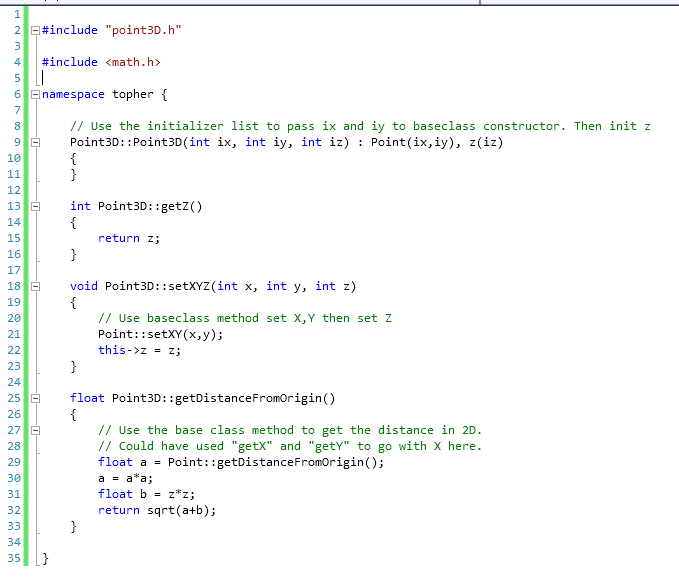 1
2 #include "point3D.h"
3
4 #include <math.h>
5
6 namespace topher {
7
8 // Use the initializer list to pass ix and iy to baseclass constructor. Then init z
9 Point3D::Point3D(int ix, int iy, int iz) : Point(ix,iy), z(iz)
10 {
11 }
12
13 int Point3D::getZ()
14 {
15 return z;
16 }
17
18 void Point3D::setXYZ(int x, int y, int z)
19 {
20 // Use baseclass method set X,Y then set Z
21 Point::setXY(x,y);
22 this->z = z;
23 }
24
25 float Point3D::getDistanceFromOrigin()
26 {
27 // Use the base class method to get the distance in 2D.
28 // Could have used "getX" and "getY" to go with X here.
29 float a = Point::getDistanceFromOrigin();
30 a = a*a;
31 float b = z*z;
32 return sqrt(a+b);
33 }
34
35 }